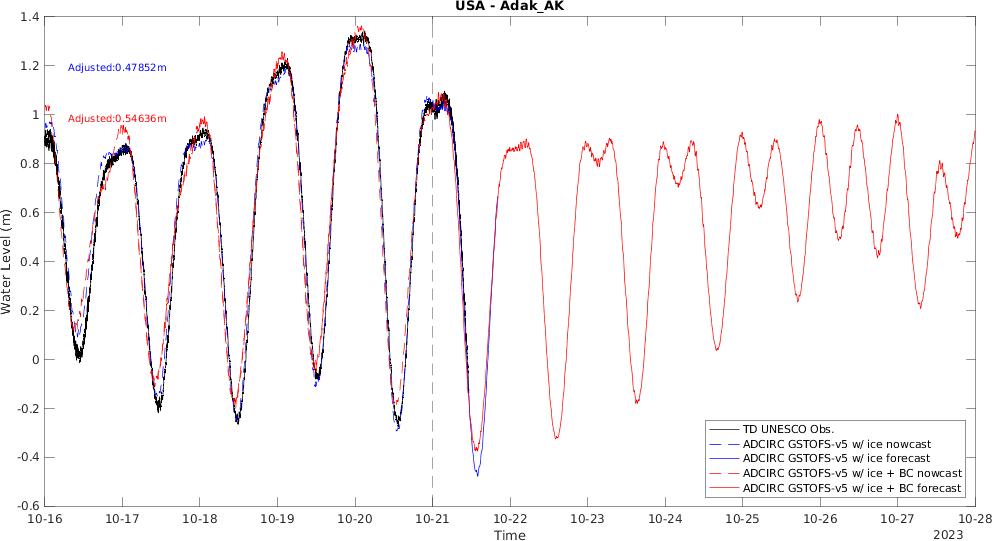 USA - Adak_AK
1.4
1.2
1
0.8
0.6
0.4
0.2
0
-0.2
-0.4
-0.6
Water Level (m)
Adjusted:0.47852m
Adjusted:0.54636m
TD UNESCO Obs.
ADCIRC GSTOFS-v5 w/ ice nowcast
ADCIRC GSTOFS-v5 w/ ice forecast
ADCIRC GSTOFS-v5 w/ ice + BC nowcast
ADCIRC GSTOFS-v5 w/ ice + BC forecast
10-16 10-17 10-18 10-19 10-20 10-21 10-22 10-23 10-24 10-25 10-26 10-27 10-28
Time
2023